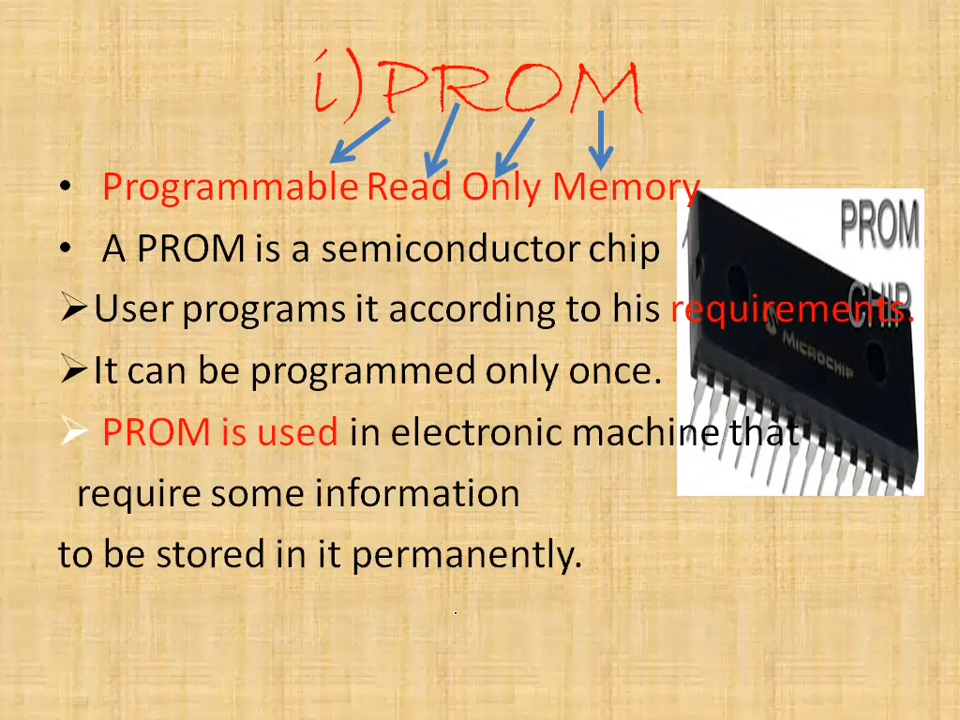 i)PROM
• Programmable Read Only Memory
• A PROM is a semiconductor chip
➢User programs it according to his requirements.
➢It can be programmed only once.
➢ PROM is used in electronic machine that
require some information
to be stored in it permanently.
.
PROM
CHIP
MICROCHIP